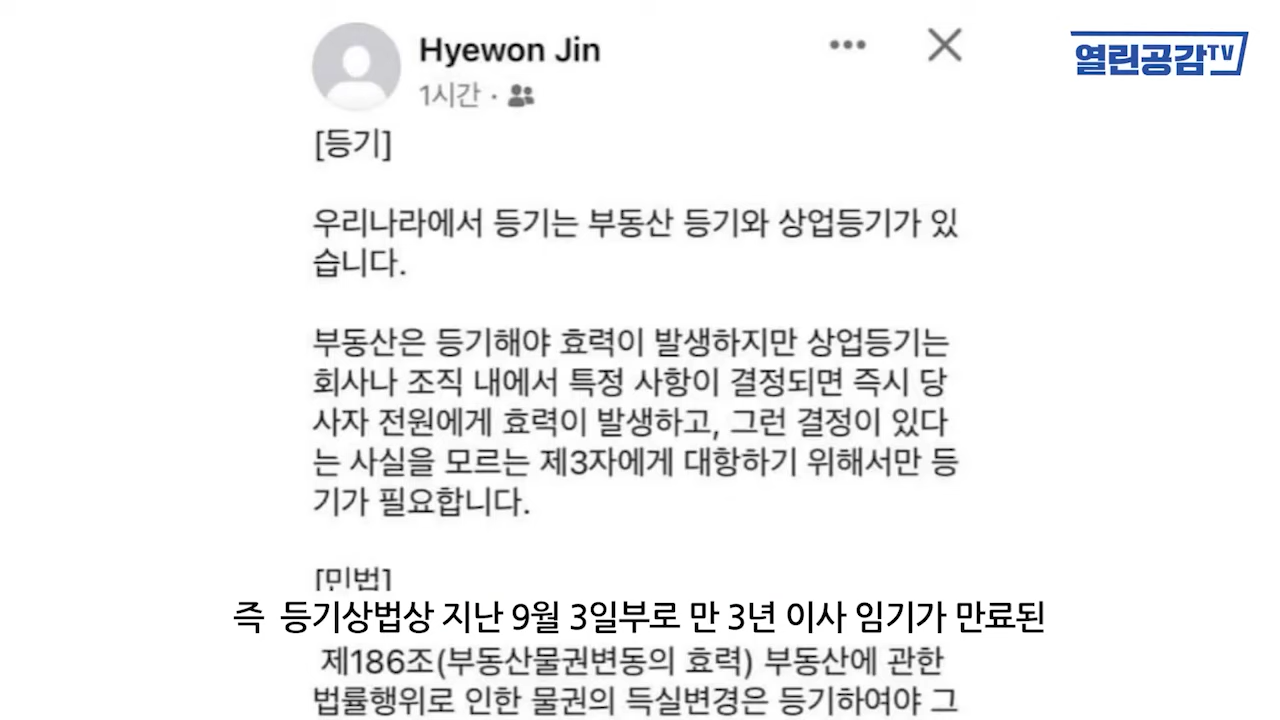 Hyewon Jin
열린공감TV
1시간 ·
[등기]
우리나라에서 등기는 부동산 등기와 상업등기가 있
습니다.
부동산은 등기해야 효력이 발생하지만 상업등기는
회사나 조직 내에서 특정 사항이 결정되면 즉시 당
사자 전원에게 효력이 발생하고, 그런 결정이 있다
는 사실을 모르는 제3자에게 대항하기 위해서만 등
기가 필요합니다.
[민법]
즉 등기상법상 지난 9월 3일부로 만 3년 이사 임기가 만료된
제186조(부동산물권변동의 효력) 부동산에 관한
법률행위로 인한 물권의 득실변경은 등기하여야 그